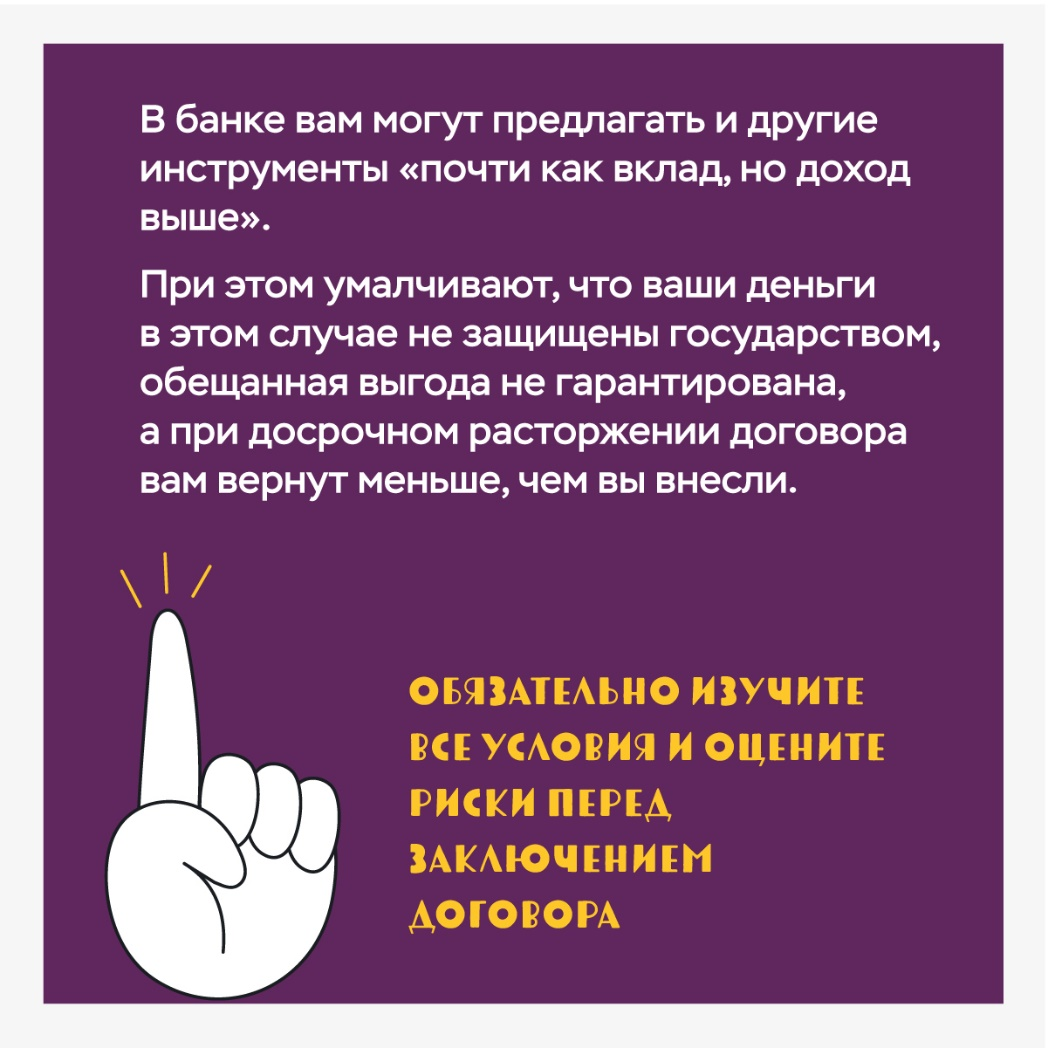 В банке вам могут предлагать и другие
инструменты «почти как вклад, но доход
выше».
При этом умалчивают, что ваши деньги
в этом случае не защищены государством,
обещанная выгода не гарантирована,
а при досрочном расторжении договора
вам вернут меньше, чем вы внесли.
ОБЯЗАТЕЛЬНО ИЗУЧИТЕ
ВСЕ УСЛОВИЯ И ОЦЕНИТЕ
РИСКИ ПЕРЕД
ЗАКЛЮЧЕНИЕМ
ДОГОВОРА